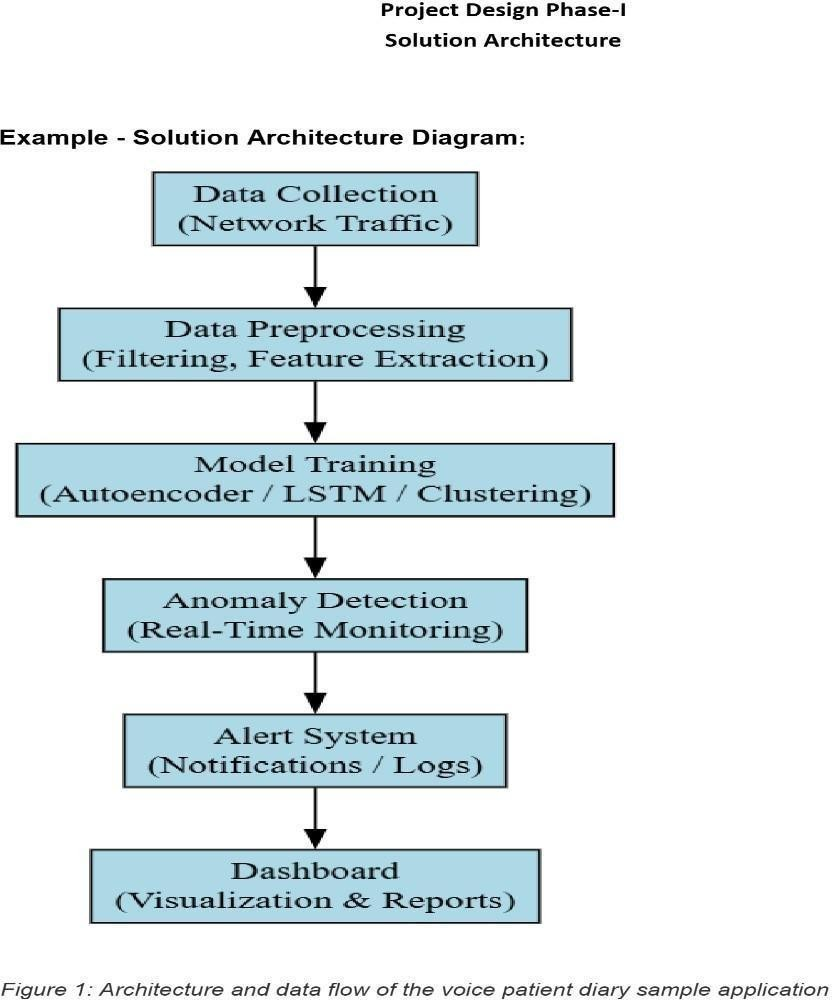 Project Design Phase-I
Solution Architecture
Example - Solution Architecture Diagram:
Data Collection
(Network Traffic)
Data Preprocessing
(Filtering, Feature Extraction)
Model Training
(Autoencoder / LSTM / Clustering)
Anomaly Detection
(Real-Time Monitoring)
Alert System
(Notifications / Logs)
Dashboard
(Visualization & Reports)
Figure 1: Architecture and data flow of the voice patient diary sample application